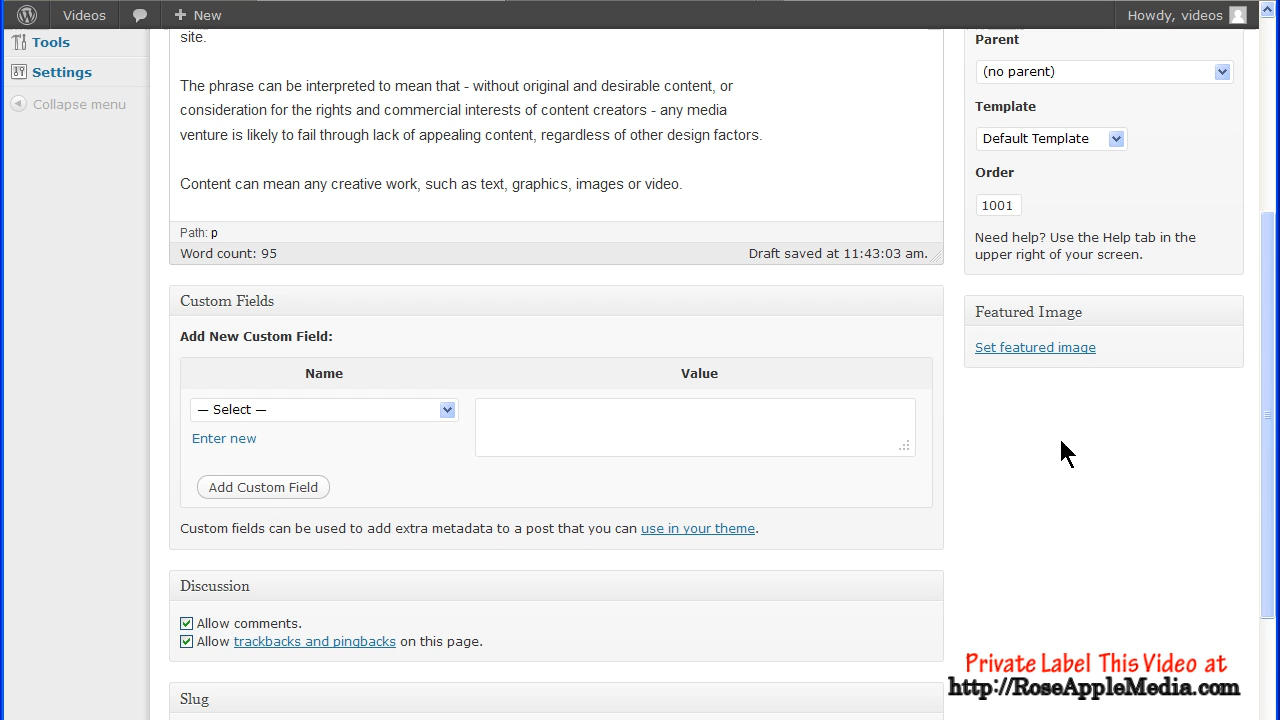 Videos
New
Howdy, videos
Tools
Settings
Collapse menu
site.
The phrase can be interpreted to mean that - without original and desirable content, or
consideration for the rights and commercial interests of content creators - any media
venture is likely to fail through lack of appealing content, regardless of other design factors.
Content can mean any creative work, such as text, graphics, images or video.
Path: p
Word count: 95
Draft saved at 11:43:03 am.
Custom Fields
Add New Custom Field:
Name
Value
— Select —
Enter new
Add Custom Field
Custom fields can be used to add extra metadata to a post that you can use in your theme.
Discussion
Allow comments.
Allow trackbacks and pingbacks on this page.
Slug
Parent
(no parent)
Template
Default Template
Order
1001
Need help? Use the Help tab in the
upper right of your screen.
Featured Image
Set featured image
Private Label This Video at
http://RoseAppleMedia.com